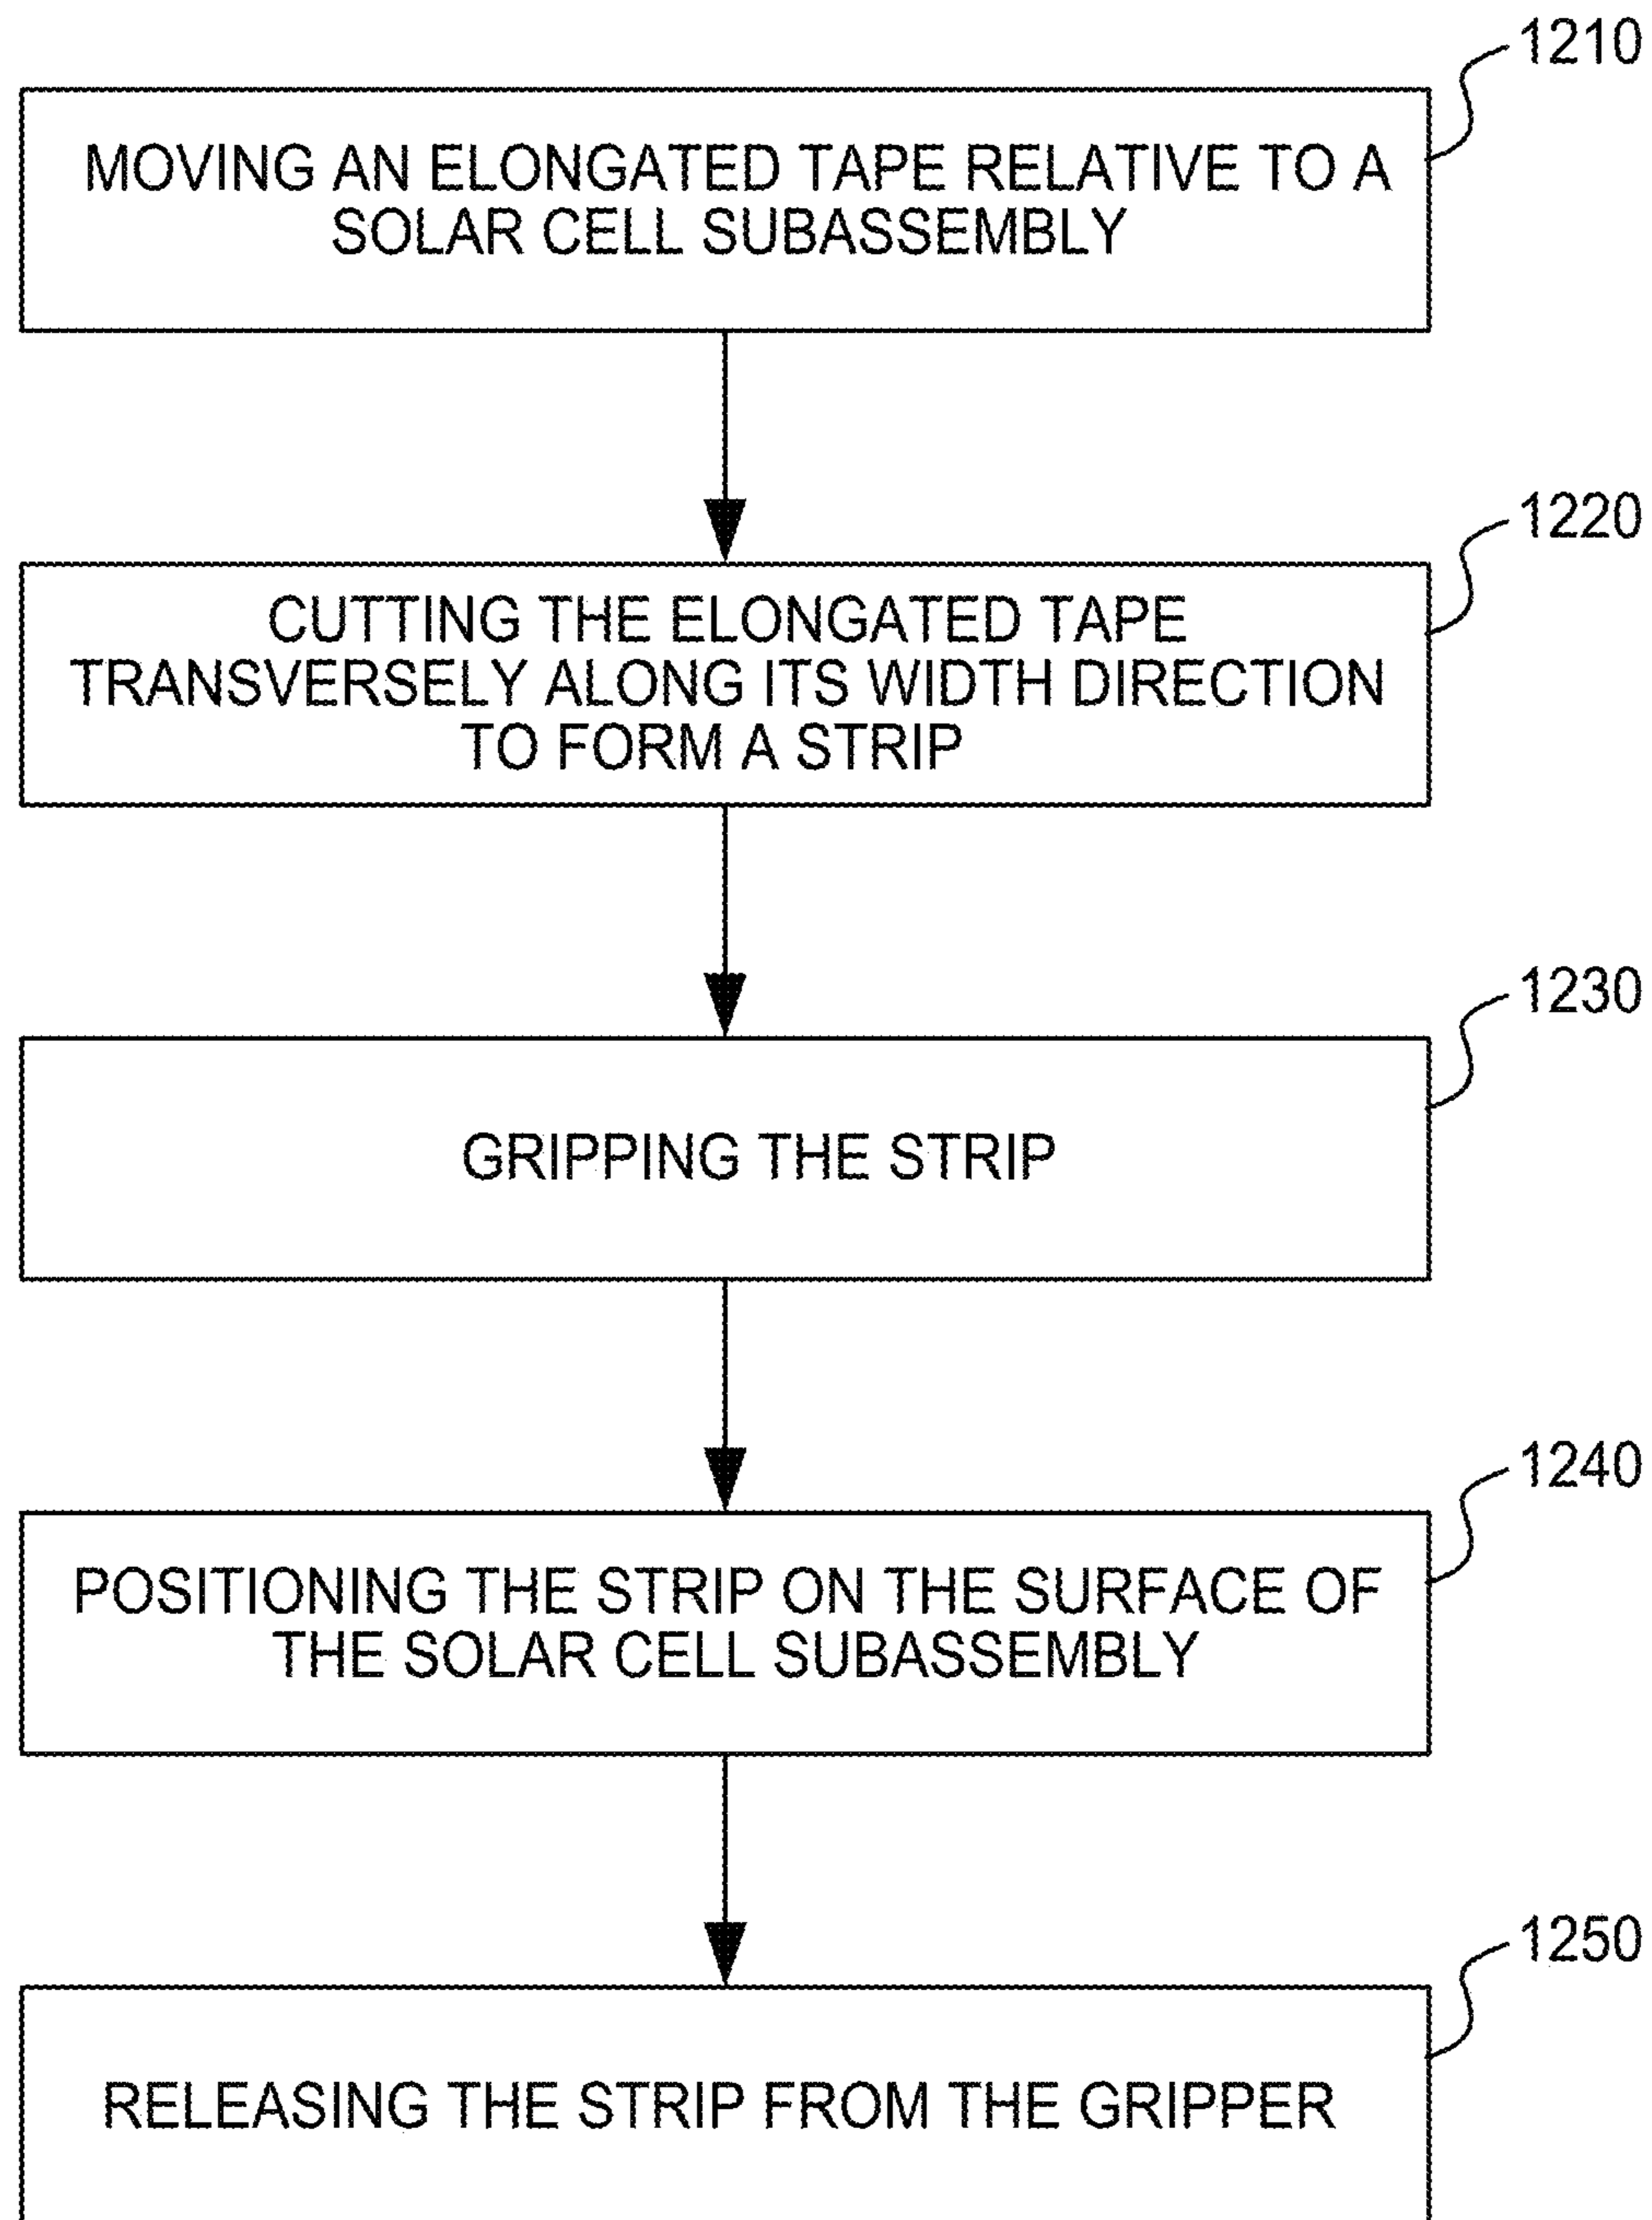 1210
MOVING AN ELONGATED TAPE RELATIVE TO A
SOLAR CELL SUBASSEMBLY
1220
CUTTING THE ELONGATED TAPE
TRANSVERSELY ALONG ITS WIDTH DIRECTION
TO FORM A STRIP
1230
GRIPPING THE STRIP
1240
POSITIONING THE STRIP ON THE SURFACE OF
THE SOLAR CELL SUBASSEMBLY
1250
RELEASING THE STRIP FROM THE GRIPPER